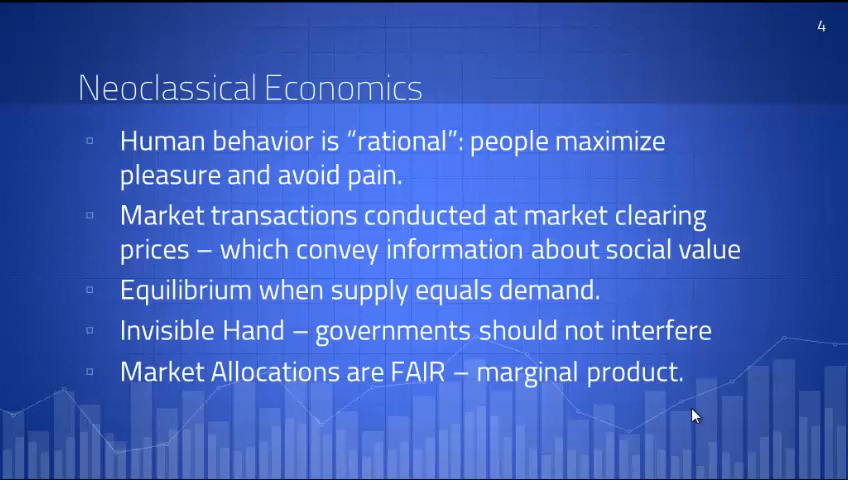 4
Neoclassical Economics
Human behavior is “rational”: people maximize
pleasure and avoid pain.
Market transactions conducted at market clearing
prices – which convey information about social value
Equilibrium when supply equals demand.
Invisible Hand – governments should not interfere
Market Allocations are FAIR – marginal product.